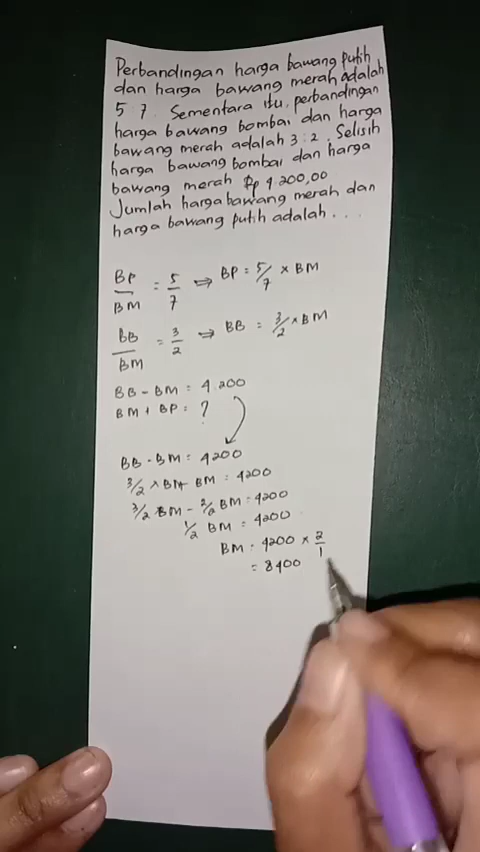 Perbandingan harga bawang putih
dan harga bawang merah adalah
5 : 7. Sementara itu, perbandingan
harga bawang bombai dan harga
bawang merah adalah 3 : 2. Selisih
harga bawang bombai dan harga
bawang merah Rp 4.200,00
Jumlah harga bawang merah dan
harga bawang putih adalah . . .
BP/BM = 5/7 ⇒ BP = 5/7 × BM
BB/BM = 3/2 ⇒ BB = 3/2 × BM
BB - BM = 4.200
BM + BP = ?
BB - BM = 4200
3/2 × BM - BM = 4200
3/2 BM - 2/2 BM = 4200
1/2 BM = 4200
BM = 4200 × 2/1
= 8400